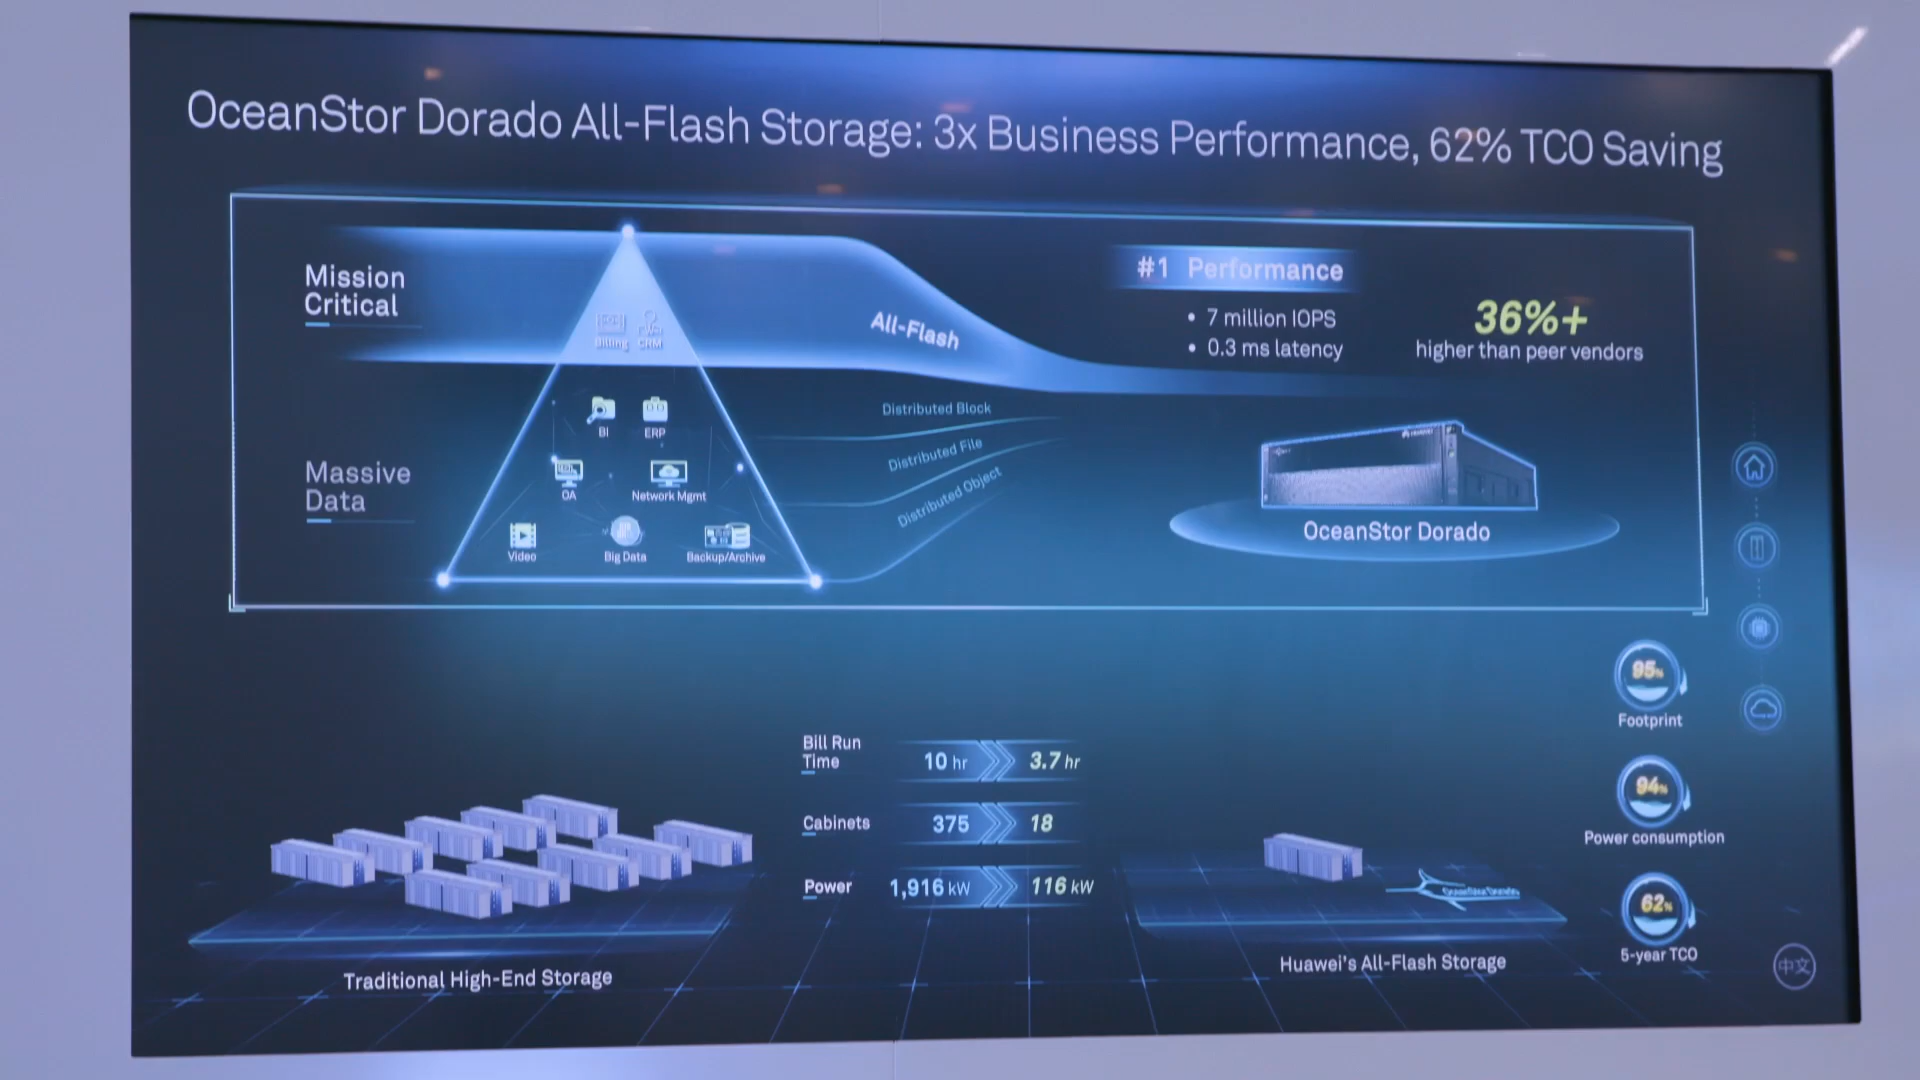 OceanStor Dorado All-Flash Storage: 3x Business Performance, 62% TCO Saving
Mission
Critical
Billing
CRM
All-Flash
#1 Performance
• 7 million IOPS
• 0.3 ms latency
36%+
higher than peer vendors
BI
ERP
Massive
Data
OA
Network Mgmt
Video
Big Data
Backup/Archive
Distributed Block
Distributed File
Distributed Object
HUAWEI
OceanStor Dorado
95%
Footprint
Bill Run
Time
10 hr
3.7 hr
Cabinets
375
18
Power
1,916 kW
116 kW
94%
Power consumption
OceanStor Dorado
62%
5-year TCO
Traditional High-End Storage
Huawei's All-Flash Storage
中文